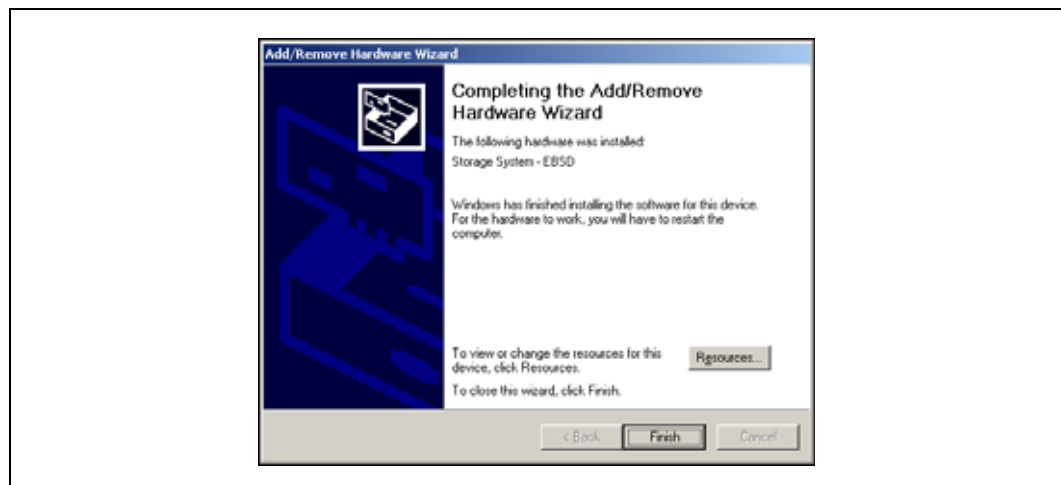 Add/Remove Hardware Wizard
Completing the Add/Remove
Hardware Wizard
The following hardware was installed:
Storage System - EBSD
Windows has finished installing the software for this device.
For the hardware to work, you will have to restart the
computer.
To view or change the resources for this
device, click Resources.
Resources...
To close this wizard, click Finish.
< Back
Finish
Cancel